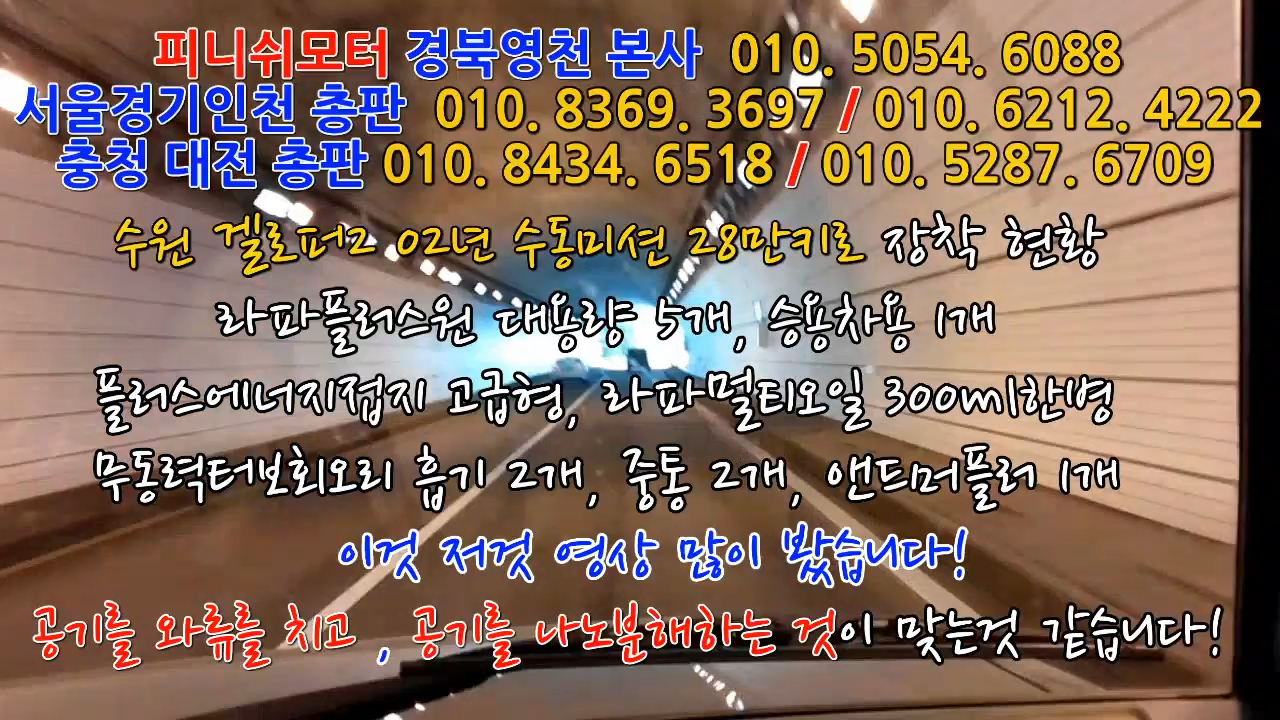 피니쉬모터 경북영천 본사 010. 5054. 6088
서울경기인천 총판 010. 8369. 3697 / 010. 6212. 4222
충청 대전 총판 010. 8434. 6518 / 010. 5287. 6709
수원 겔로퍼2 02년 수동미션 28만키로 장착 현황
라파플러스원 대용량 5개, 승용차용 1개
플러스에너지접지 고급형, 라파멀티오일 300ml한병
무동력터보회오리 흡기 2개, 중통 2개, 앤드머플러 1개
이것 저것 영상 많이 봤습니다!
공기를 와류를 치고 , 공기를 나노분해하는 것이 맞는것 같습니다!